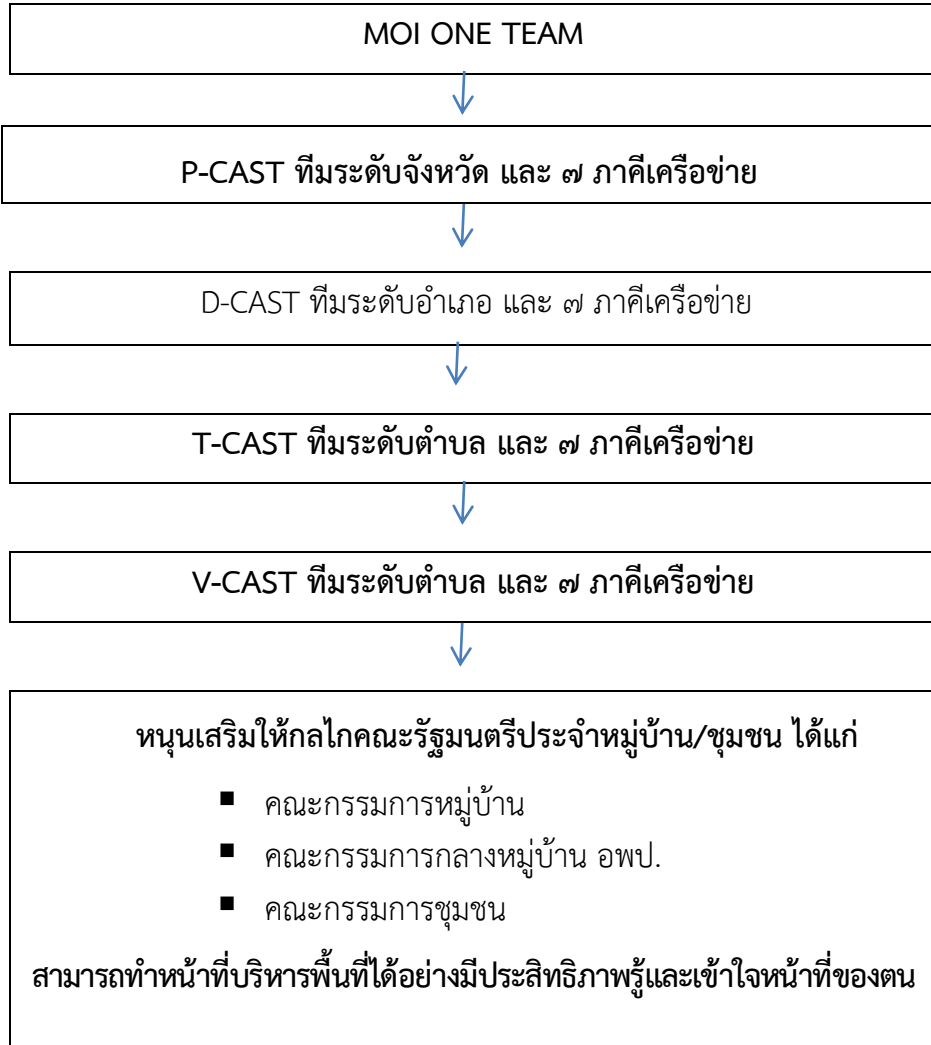 MOI ONE TEAM
P-CAST ทีมระดับจังหวัด และ ๗ ภาคีเครือข่าย
D-CAST ทีมระดับอำเภอ และ ๗ ภาคีเครือข่าย
T-CAST ทีมระดับตำบล และ ๗ ภาคีเครือข่าย
V-CAST ทีมระดับตำบล และ ๗ ภาคีเครือข่าย
หนุนเสริมให้กลไกคณะรัฐมนตรีประจำหมู่บ้าน/ชุมชน ได้แก่
▪ คณะกรรมการหมู่บ้าน
▪ คณะกรรมการกลางหมู่บ้าน อพป.
▪ คณะกรรมการชุมชน
สามารถทำหน้าที่บริหารพื้นที่ได้อย่างมีประสิทธิภาพรู้และเข้าใจหน้าที่ของตน